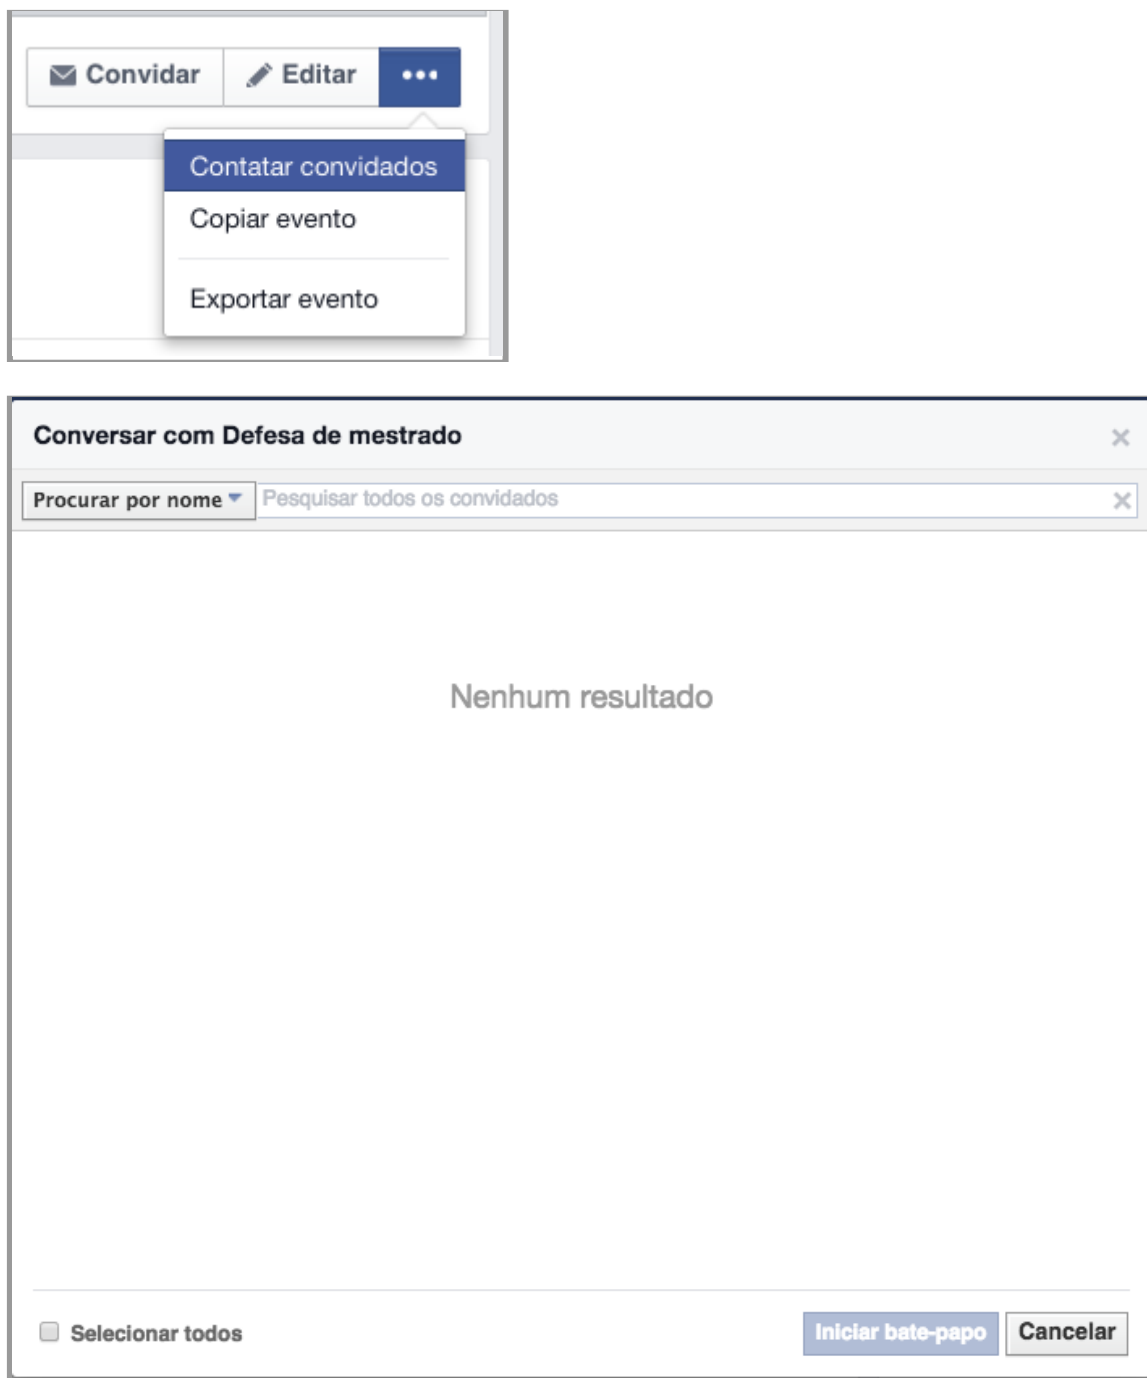 Convidar Editar
Contatar convidados
Copiar evento
Exportar evento
Conversar com Defesa de mestrado
Procurar por nome Pesquisar todos os convidados
Nenhum resultado
Selecionar todos Iniciar bate-papo Cancelar